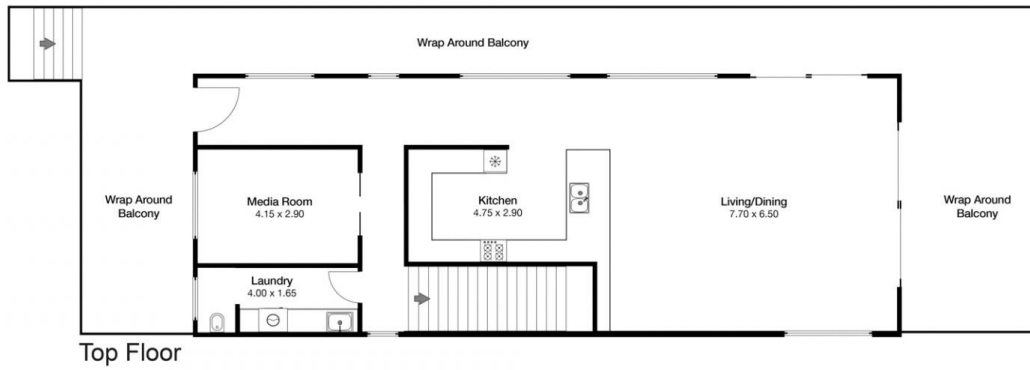 Wrap Around Balcony
Wrap Around
Balcony
Media Room
4.15 x 2.90
Kitchen
4.75 x 2.90
Living/Dining
7.70 x 6.50
Wrap Around
Balcony
Laundry
4.00 x 1.65
Top Floor